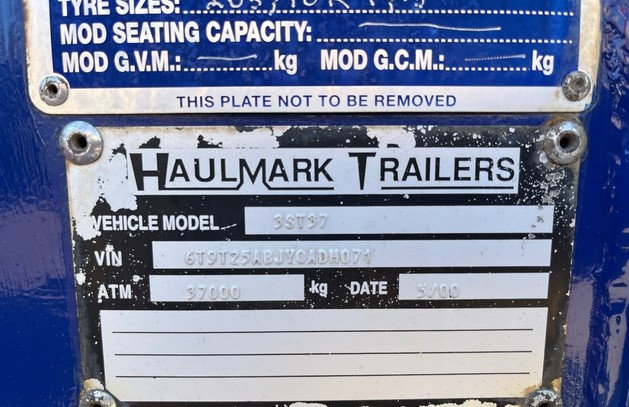 TYRE SIZES:
MOD SEATING CAPACITY:
MOD G.V.M.: kg MOD G.C.M.: kg
THIS PLATE NOT TO BE REMOVED
HAULMARK TRAILERS
VEHICLE MODEL 3ST37
VIN 6T9T25ABJY0ADH071
ATM 37000 kg DATE 5/00